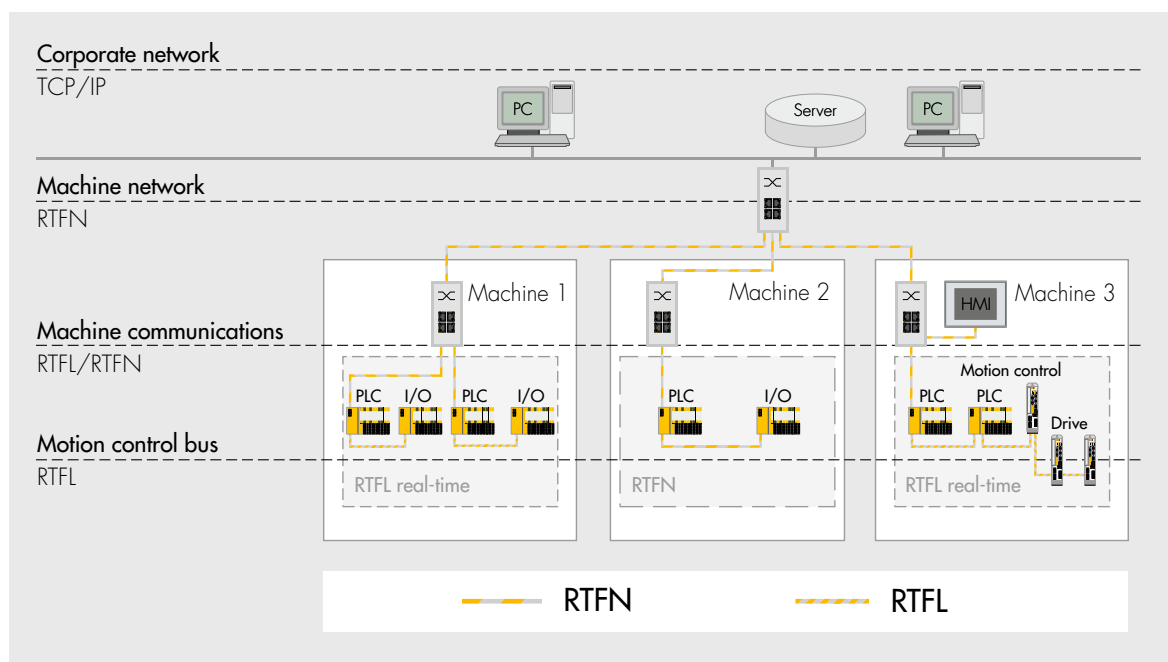 Corporate network
TCP/IP
PC
Server
PC
Machine network
RTFN
Machine 1
Machine 2
HMI
Machine 3
Machine communications
RTFL/RTFN
Motion control
PLC
I/O
PLC
I/O
PLC
I/O
PLC
PLC
Drive
Motion control bus
RTFL
RTFL real-time
RTFN
RTFL real-time
RTFN
RTFL